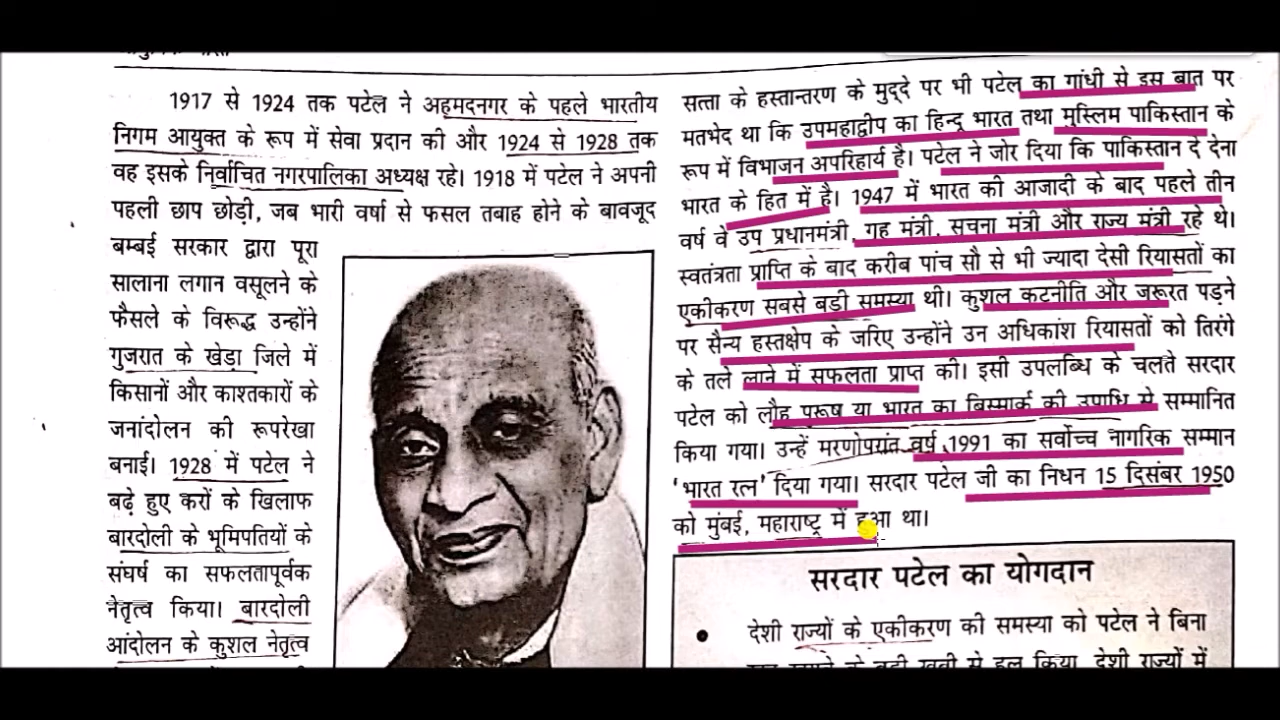 1917 से 1924 तक पटेल ने अहमदनगर के पहले भारतीय
निगम आयुक्त के रूप में सेवा प्रदान की और 1924 से 1928 तक
वह इसके निर्वाचित नगरपालिका अध्यक्ष रहे। 1918 में पटेल ने अपनी
पहली छाप छोड़ी, जब भारी वर्षा से फसल तबाह होने के बावजूद
बम्बई सरकार द्वारा पूरा
सालाना लगान वसूलने के
फैसले के विरूद्ध उन्होंने
गुजरात के खेड़ा जिले में
किसानों और काश्तकारों के
जनांदोलन की रूपरेखा
बनाई। 1928 में पटेल ने
बढ़े हुए करों के खिलाफ
बारदोली के भूमिपतियों के
संघर्ष का सफलतापूर्वक
नेतृत्व किया। बारदोली
आंदोलन के कुशल नेतृत्व
सत्ता के हस्तान्तरण के मुद्दे पर भी पटेल का गांधी से इस बात पर
मतभेद था कि उपमहाद्वीप का हिन्दू भारत तथा मुस्लिम पाकिस्तान के
रूप में विभाजन अपरिहार्य है। पटेल ने जोर दिया कि पाकिस्तान दे देना
भारत के हित में है। 1947 में भारत की आजादी के बाद पहले तीन
वर्ष वे उप प्रधानमंत्री, गृह मंत्री, सूचना मंत्री और राज्य मंत्री रहे थे।
स्वतंत्रता प्राप्ति के बाद करीब पांच सौ से भी ज्यादा देसी रियासतों का
एकीकरण सबसे बड़ी समस्या थी। कुशल कूटनीति और जरूरत पड़ने
पर सैन्य हस्तक्षेप के जरिए उन्होंने उन अधिकांश रियासतों को तिरंगे
के तले लाने में सफलता प्राप्त की। इसी उपलब्धि के चलते सरदार
पटेल को लौह पुरूष या भारत का बिस्मार्क की उपाधि से सम्मानित
किया गया। उन्हें मरणोपरांत वर्ष 1991 का सर्वोच्च नागरिक सम्मान
'भारत रत्न' दिया गया। सरदार पटेल जी का निधन 15 दिसंबर 1950
को मुंबई, महाराष्ट्र में हुआ था।
सरदार पटेल का योगदान
• देशी राज्यों के एकीकरण की समस्या को पटेल ने बिना
हल किया, देशी राज्यों में